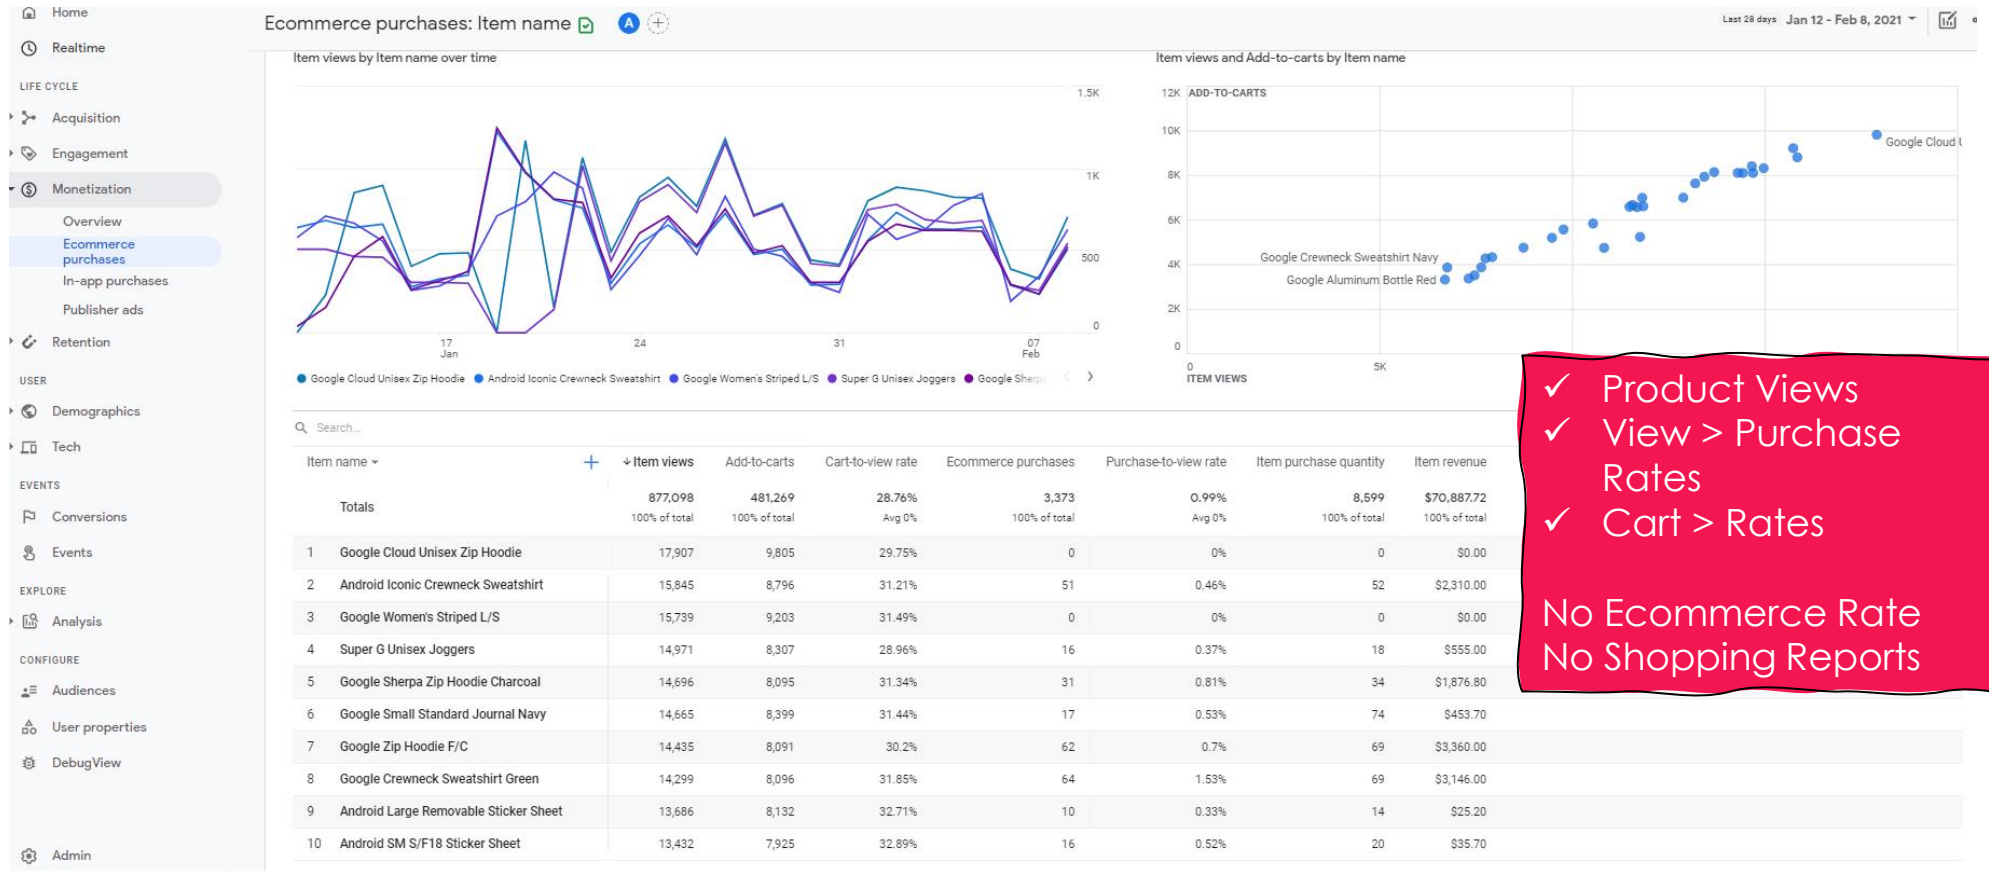 Home
Realtime
LIFE CYCLE
Acquisition
Engagement
Monetization
Overview
Ecommerce
purchases
In-app purchases
Publisher ads
Retention
USER
Demographics
Tech
EVENTS
Conversions
Events
EXPLORE
Analysis
CONFIGURE
Audiences
User properties
DebugView
Admin
Ecommerce purchases: Item name A
Last 28 days Jan 12 - Feb 8, 2021
Item views by Item name over time
1.5K
1K
500
0
17 24 31 07
Jan Feb
Google Cloud Unisex Zip Hoodie Android Iconic Crewneck Sweatshirt Google Women's Striped L/S Super G Unisex Joggers Google Sherpa
Item views and Add-to-carts by Item name
12K ADD-TO-CARTS
10K
Google Cloud
8K
6K
Google Crewneck Sweatshirt Navy
4K
Google Aluminum Bottle Red
2K
0
0 5K
ITEM VIEWS
Search...
Item name Item views Add-to-carts Cart-to-view rate Ecommerce purchases Purchase-to-view rate Item purchase quantity Item revenue
Totals 877,098 481,269 28.76% 3,373 0.99% 8,599 $70,887.72
100% of total 100% of total Avg 0% 100% of total Avg 0% 100% of total 100% of total
1 Google Cloud Unisex Zip Hoodie 17,907 9,805 29.75% 0 0% 0 $0.00
2 Android Iconic Crewneck Sweatshirt 15,845 8,796 31.21% 51 0.46% 52 $2,310.00
3 Google Women's Striped L/S 15,739 9,203 31.49% 0 0% 0 $0.00
4 Super G Unisex Joggers 14,971 8,307 28.96% 16 0.37% 18 $555.00
5 Google Sherpa Zip Hoodie Charcoal 14,696 8,095 31.34% 31 0.81% 34 $1,876.80
6 Google Small Standard Journal Navy 14,665 8,399 31.44% 17 0.53% 74 $453.70
7 Google Zip Hoodie F/C 14,435 8,091 30.2% 62 0.7% 69 $3,360.00
8 Google Crewneck Sweatshirt Green 14,299 8,096 31.85% 64 1.53% 69 $3,146.00
9 Android Large Removable Sticker Sheet 13,686 8,132 32.71% 10 0.33% 14 $25.20
10 Android SM S/F18 Sticker Sheet 13,432 7,925 32.89% 16 0.52% 20 $35.70
✓ Product Views
✓ View > Purchase
Rates
✓ Cart > Rates
No Ecommerce Rate
No Shopping Reports